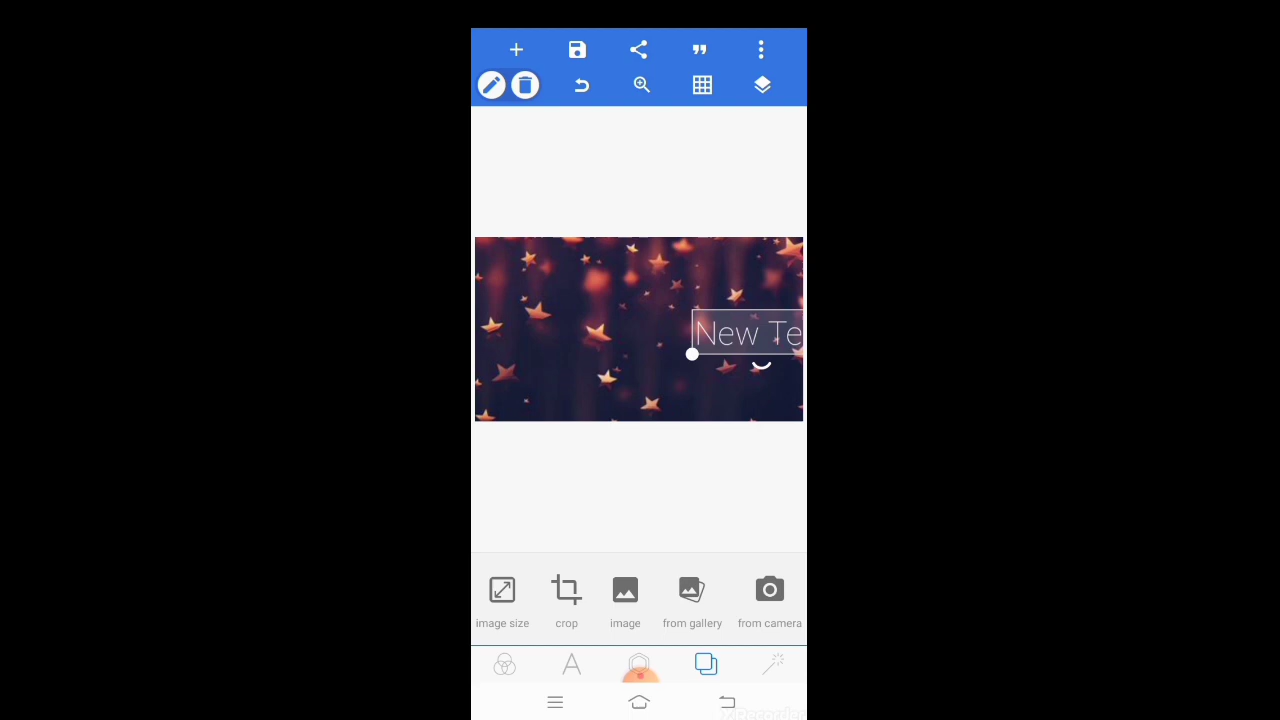 New Te
image size
crop
image
from gallery
from camera